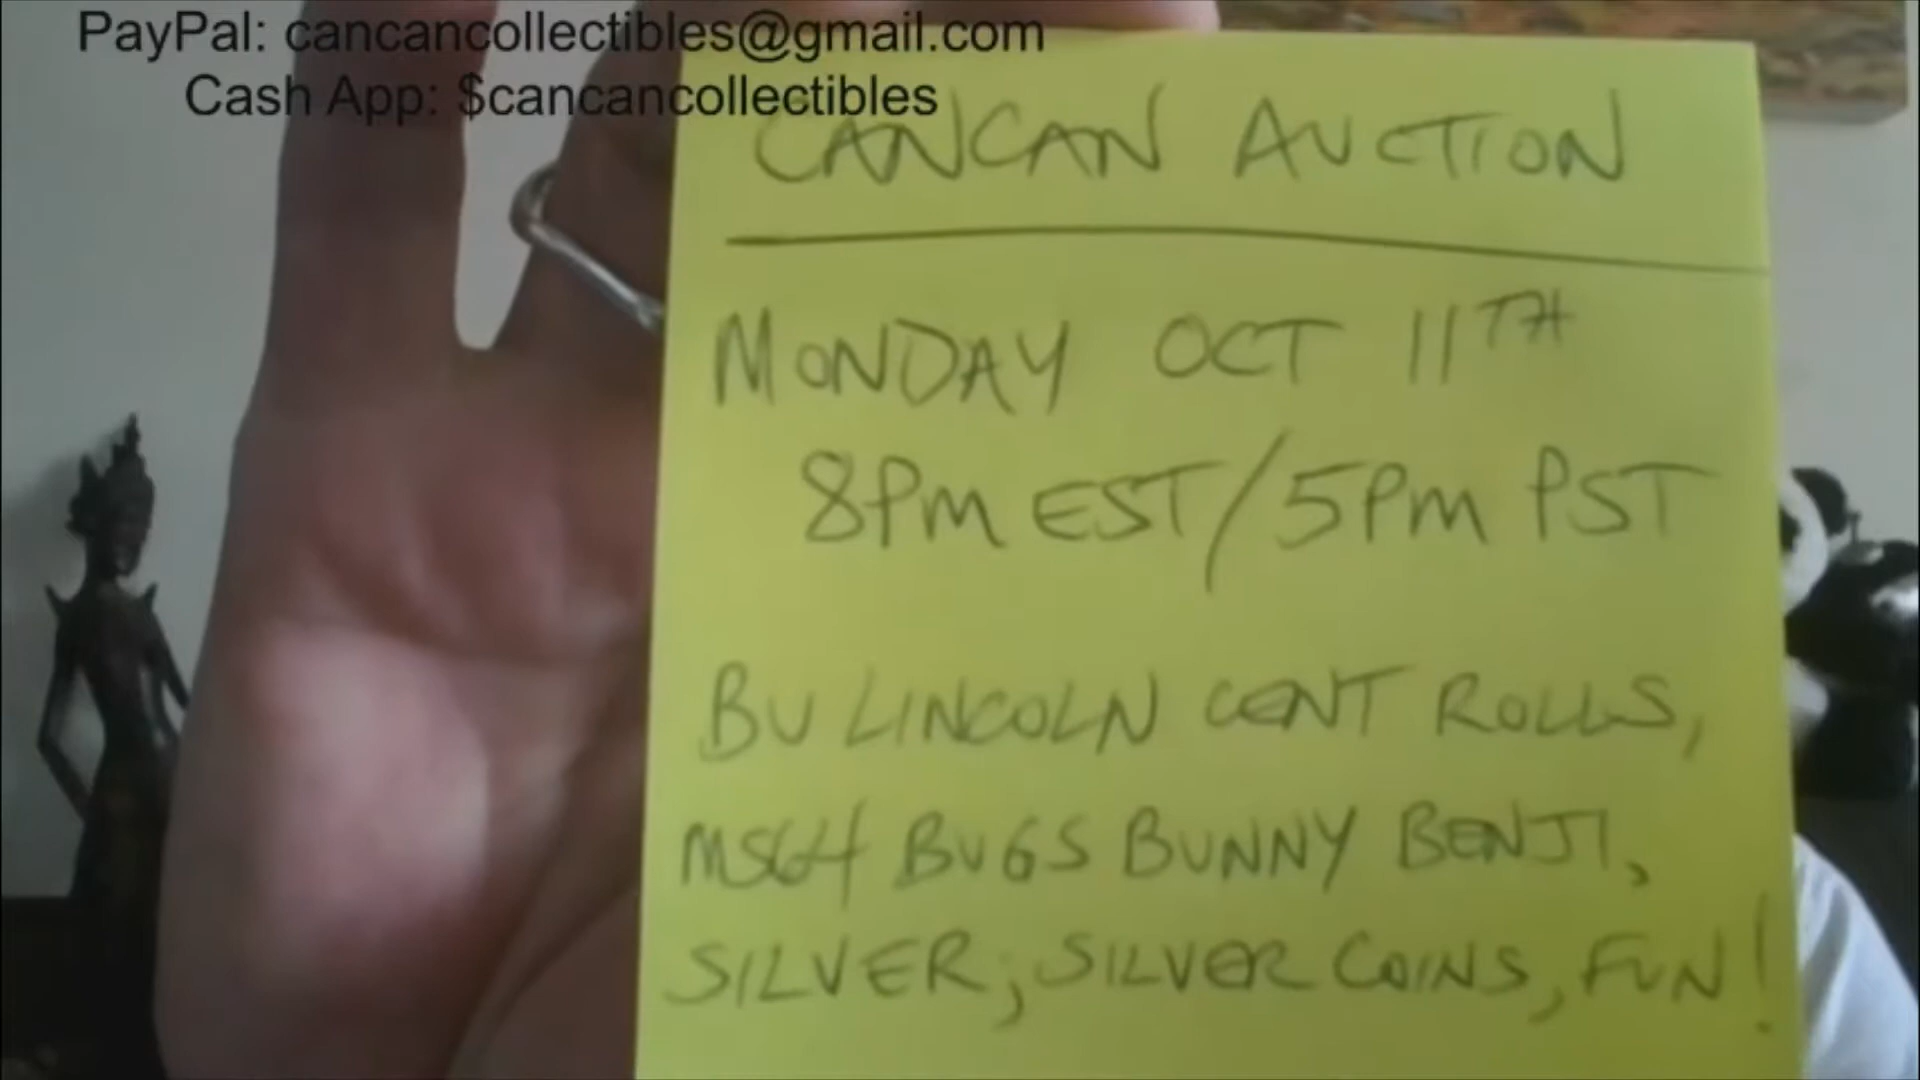 PayPal: cancancollectibles@gmail.com
Cash App: $cancancollectibles
CANCAN AUCTION
MONDAY OCT 11TH
8PM EST/5PM PST
BU LINCOLN CENT ROLLS,
MS64 BUGS BUNNY BENJI,
SILVER, SILVER COINS, FUN!